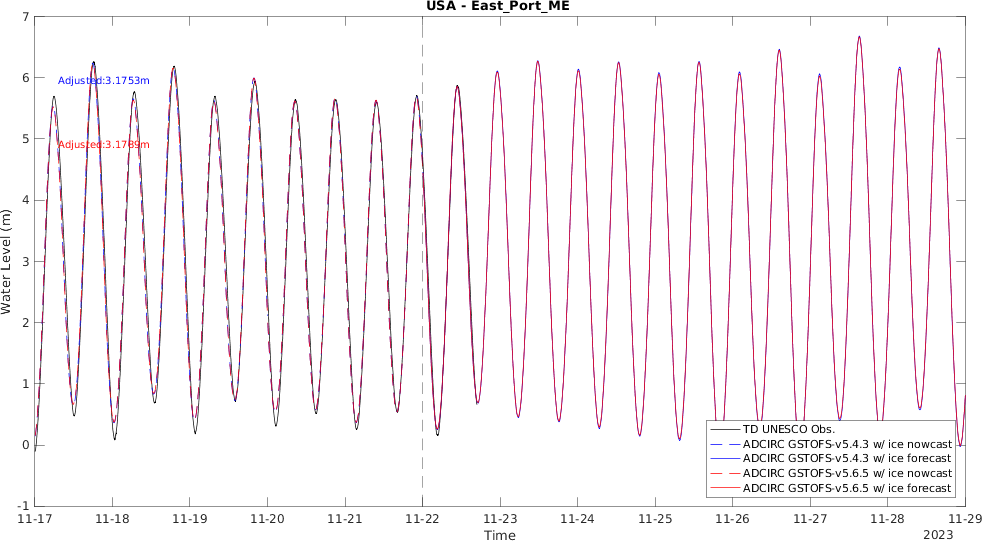 USA - East_Port_ME
7
6
5
4
3
2
1
0
-1
Water Level (m)
Adjusted:3.1753m
Adjusted:3.1789m
TD UNESCO Obs.
ADCIRC GSTOFS-v5.4.3 w/ ice nowcast
ADCIRC GSTOFS-v5.4.3 w/ ice forecast
ADCIRC GSTOFS-v5.6.5 w/ ice nowcast
ADCIRC GSTOFS-v5.6.5 w/ ice forecast
11-17 11-18 11-19 11-20 11-21 11-22 11-23 11-24 11-25 11-26 11-27 11-28 11-29
Time
2023